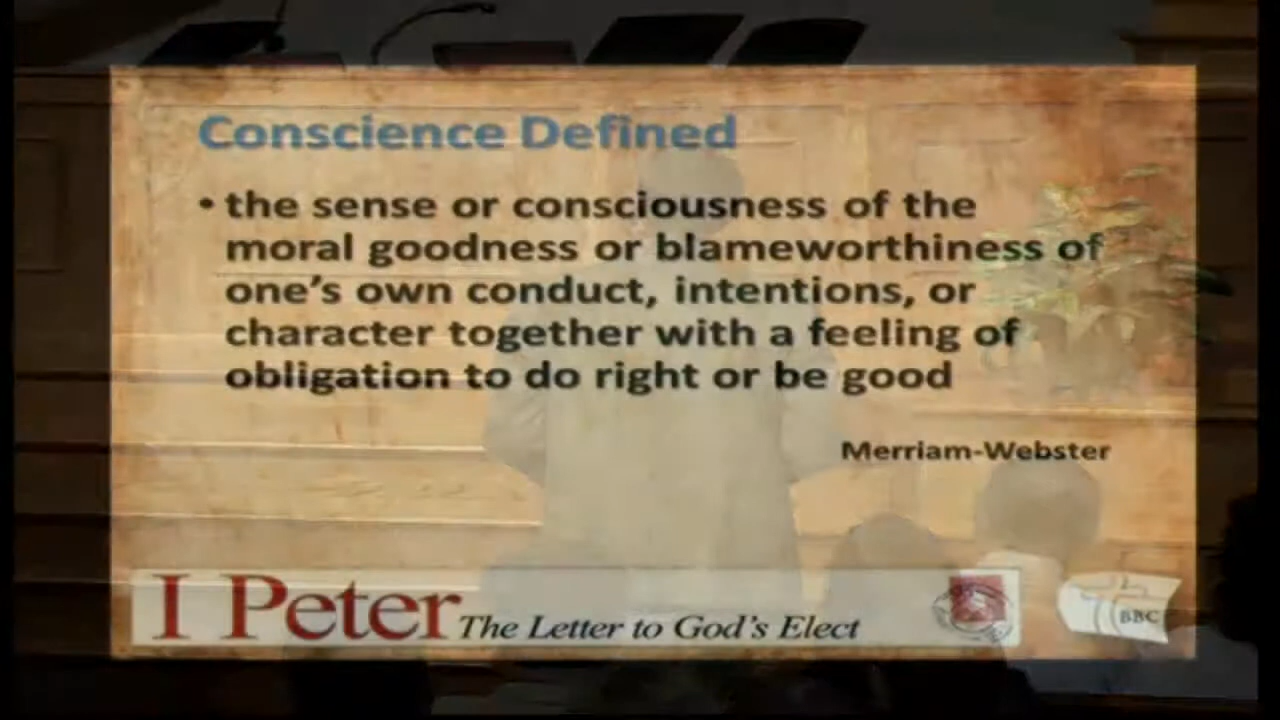 Conscience Defined
• the sense or consciousness of the
moral goodness or blameworthiness of
one's own conduct, intentions, or
character together with a feeling of
obligation to do right or be good
Merriam-Webster
I Peter The Letter to God's Elect
BBC